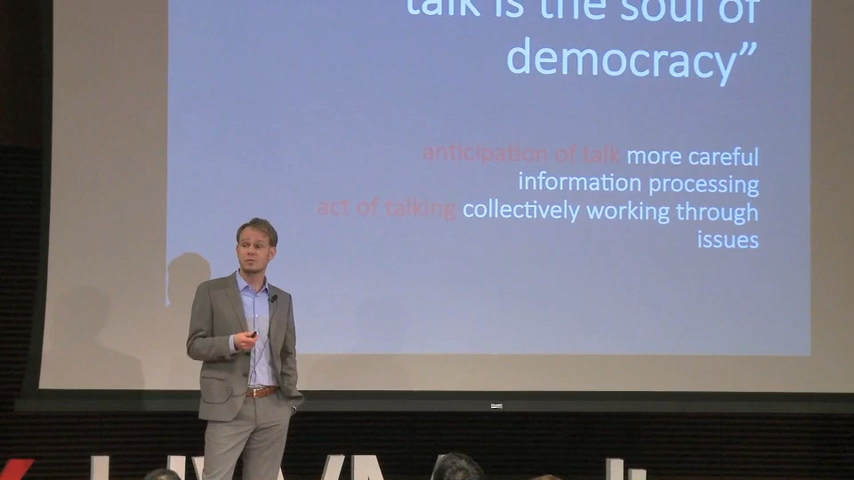 talk is the soul of
democracy”
anticipation of talk more careful
information processing
act of talking collectively working through
issues